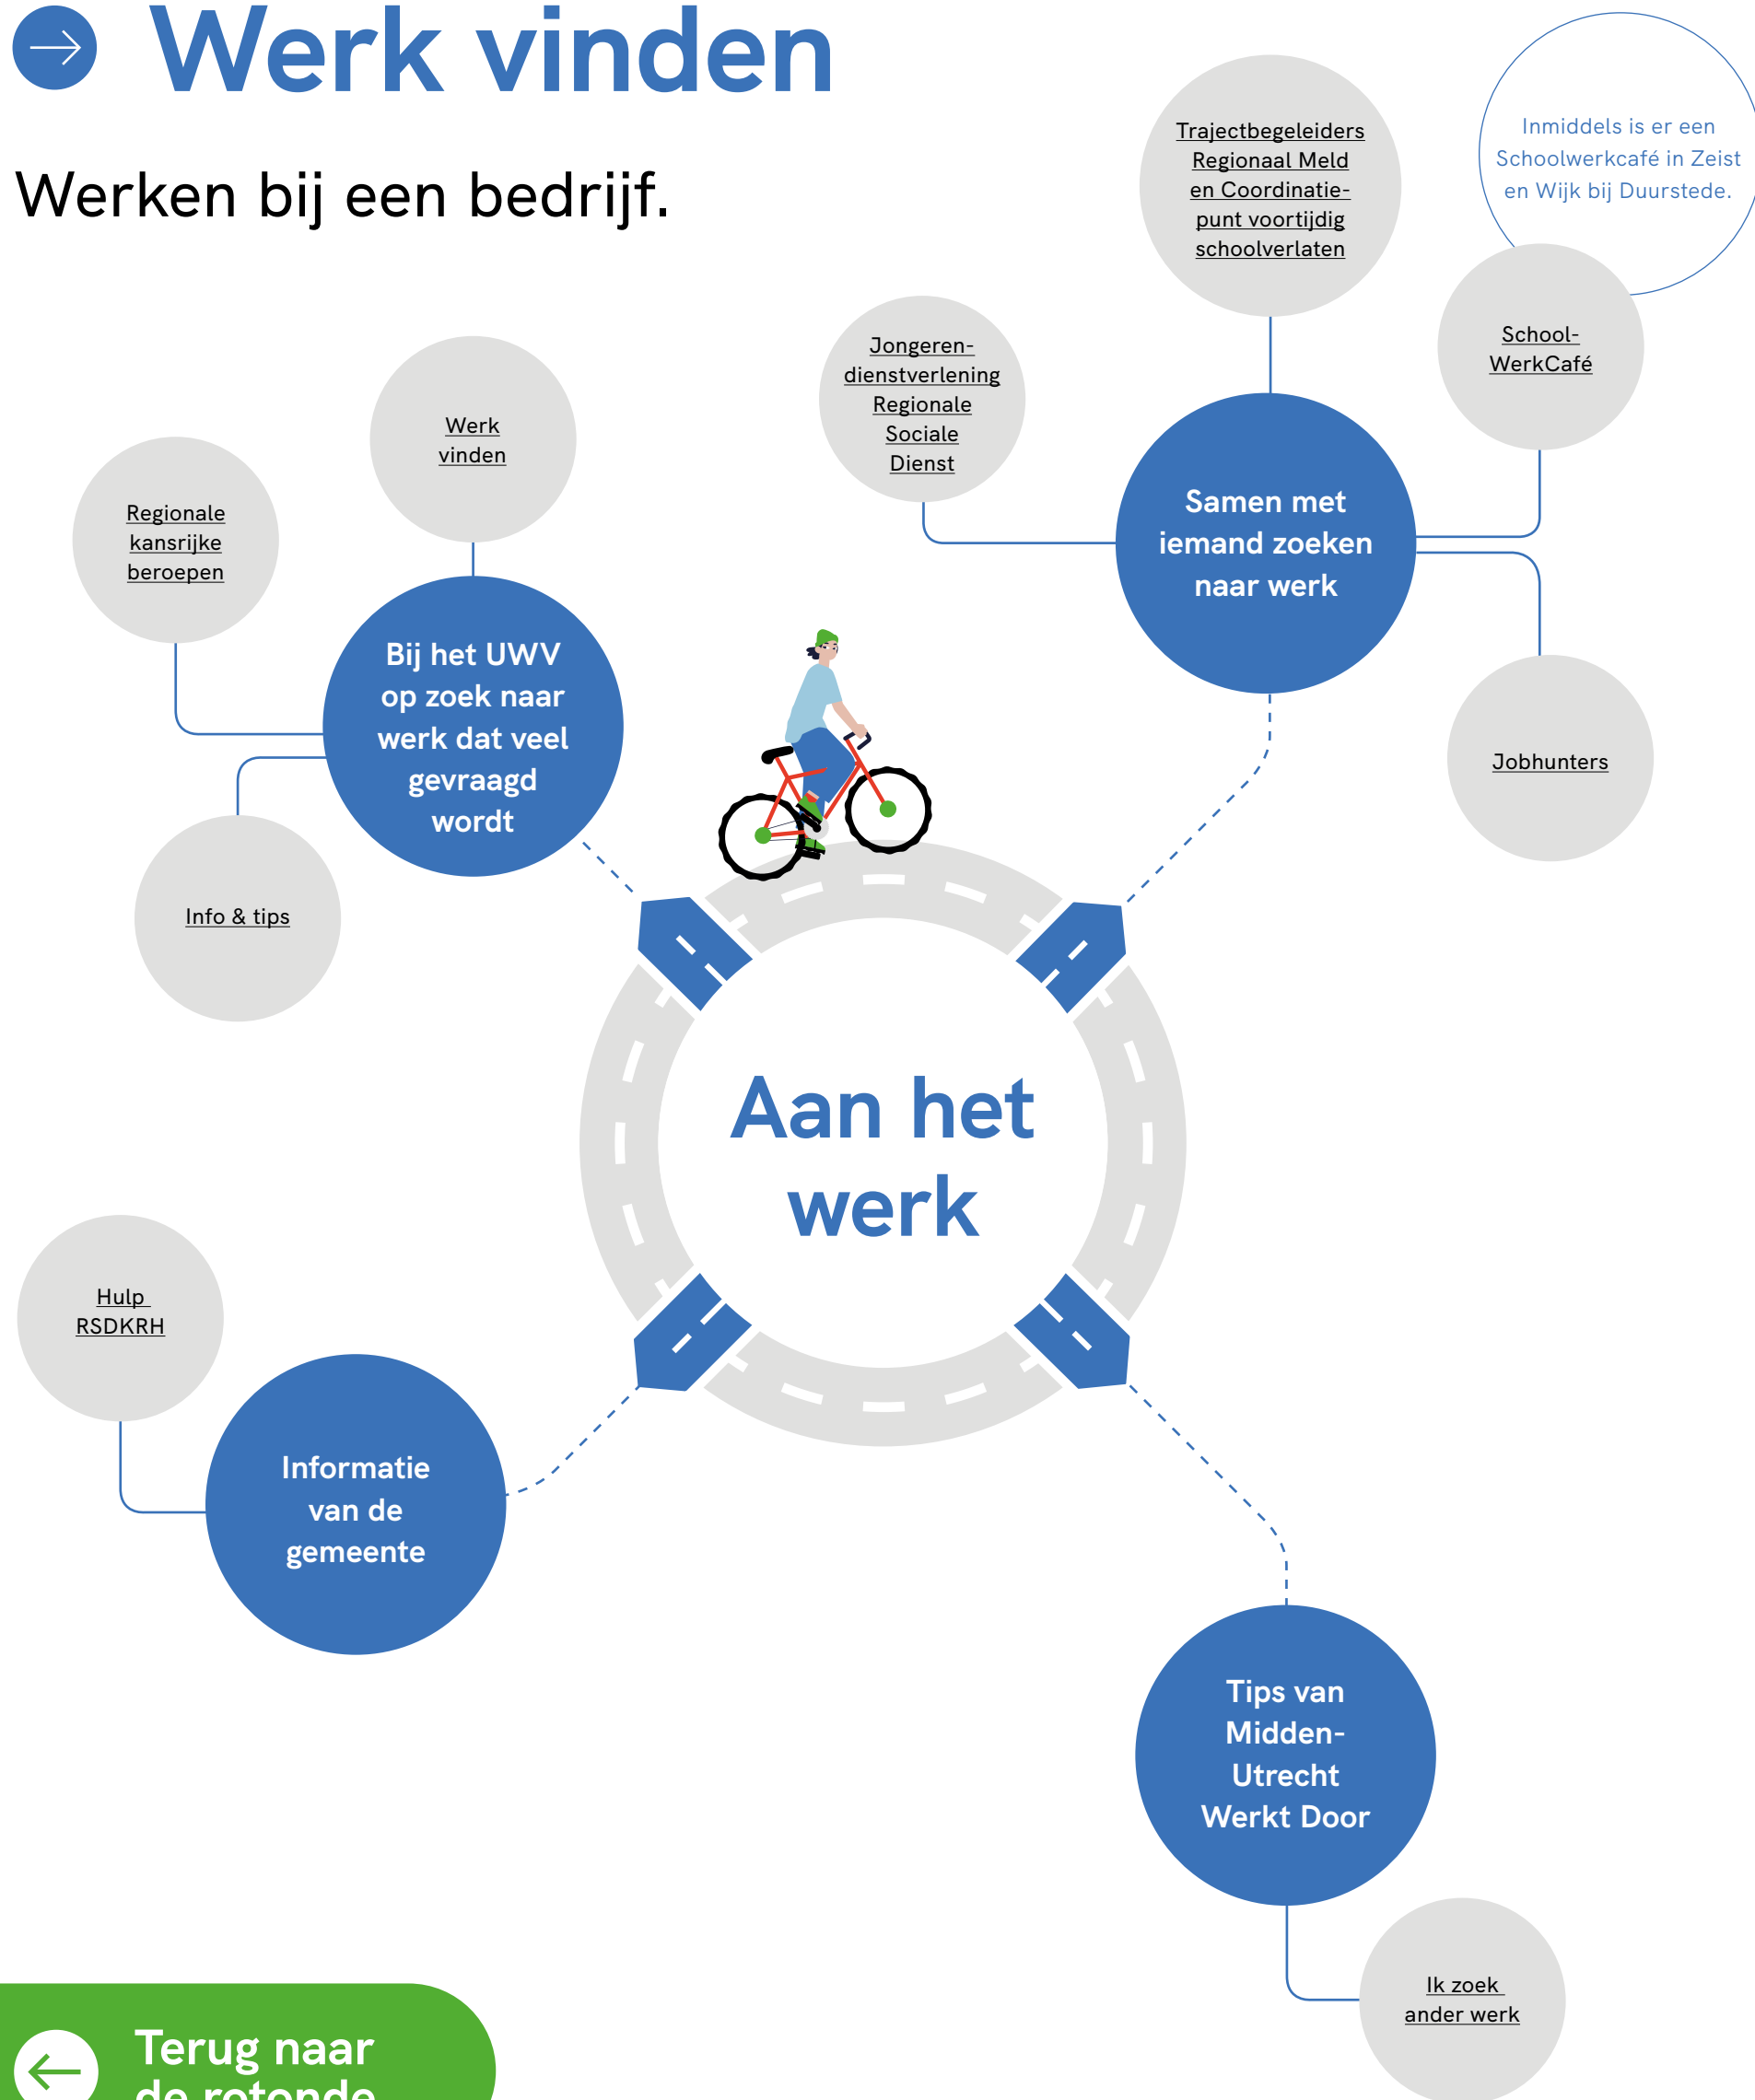 Werk vinden
Werken bij een bedrijf.
Trajectbegeleiders
Regionaal Meld
en Coordinatie-
punt voortijdig
schoolverlaten
Inmiddels is er een
Schoolwerkcafé in Zeist
en Wijk bij Duurstede.
School-
WerkCafé
Jongeren-
dienstverlening
Regionale
Sociale
Dienst
Samen met
iemand zoeken
naar werk
Jobhunters
Werk
vinden
Regionale
kansrijke
beroepen
Bij het UWV
op zoek naar
werk dat veel
gevraagd
wordt
Info & tips
Aan het
werk
Hulp
RSDKRH
Informatie
van de
gemeente
Tips van
Midden-
Utrecht
Werkt Door
Ik zoek
ander werk
Terug naar
de rotonde